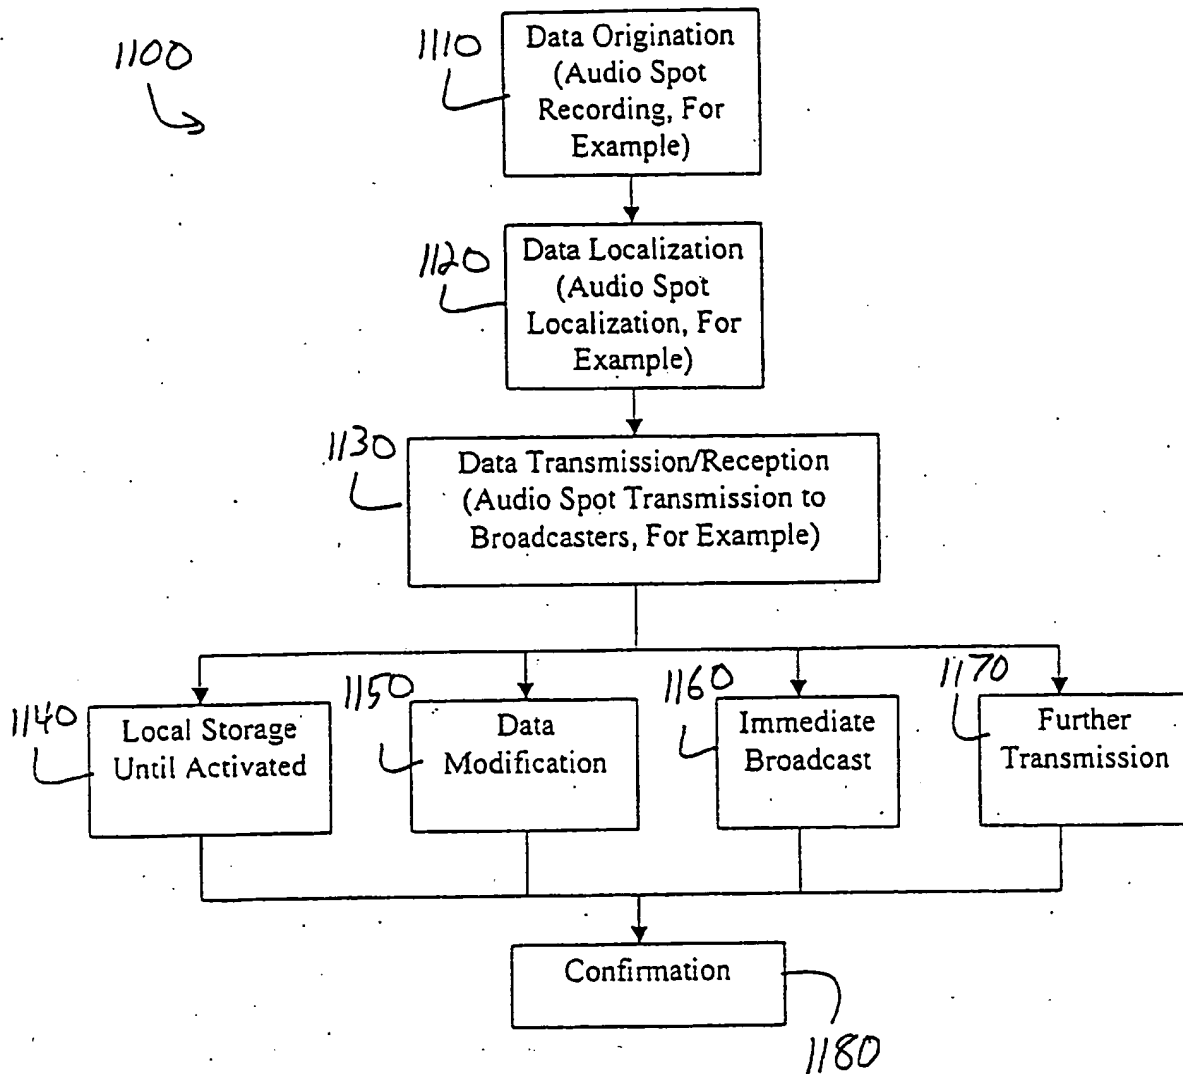 1100
1110
Data Origination
(Audio Spot
Recording, For
Example)
1120
Data Localization
(Audio Spot
Localization, For
Example)
1130
Data Transmission/Reception
(Audio Spot Transmission to
Broadcasters, For Example)
1140
Local Storage
Until Activated
1150
Data
Modification
1160
Immediate
Broadcast
1170
Further
Transmission
Confirmation
1180